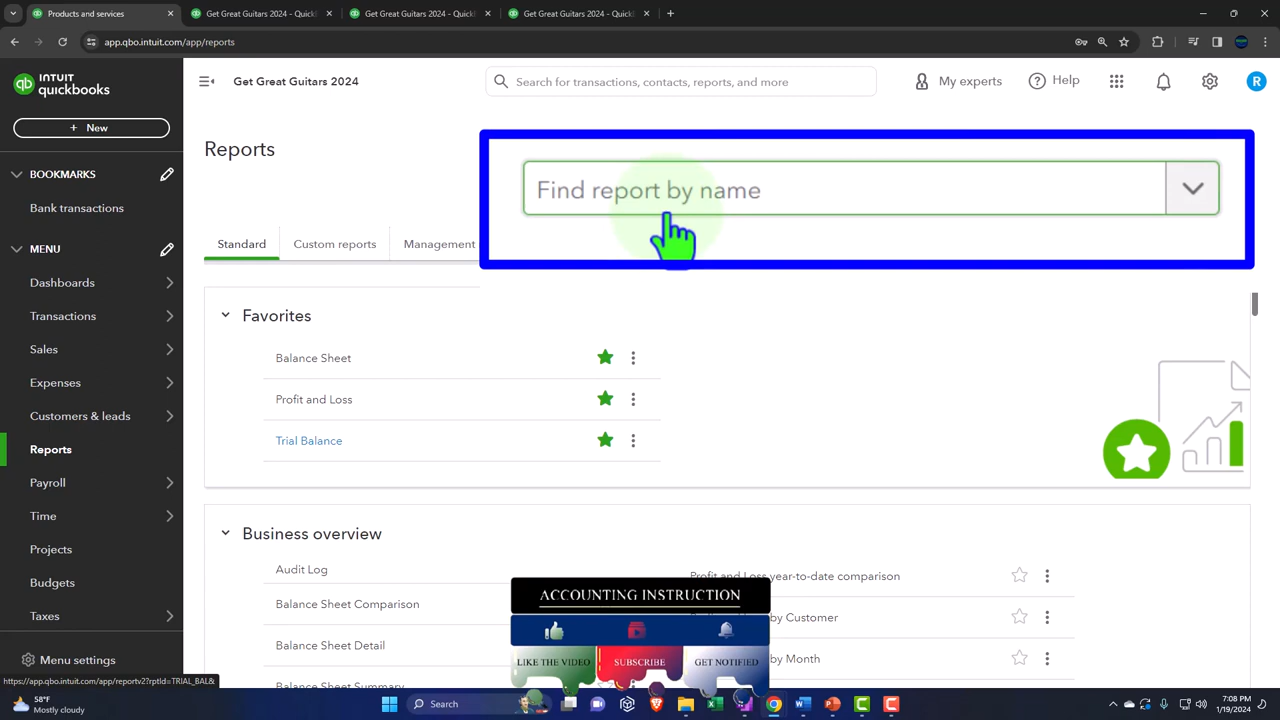 Products and services
Get Great Guitars 2024 - QuickB
Get Great Guitars 2024 - QuickB
Get Great Guitars 2024 - QuickB
app.qbo.intuit.com/app/reports
INTUIT
quickbooks
Get Great Guitars 2024
Search for transactions, contacts, reports, and more
My experts
Help
R
+ New
BOOKMARKS
Bank transactions
MENU
Dashboards
Transactions
Sales
Expenses
Customers & leads
Reports
Payroll
Time
Projects
Budgets
Taxes
Menu settings
Reports
Find report by name
Standard
Custom reports
Management
Favorites
Balance Sheet
Profit and Loss
Trial Balance
Business overview
Audit Log
Balance Sheet Comparison
Balance Sheet Detail
Balance Sheet Summary
Profit and Loss year-to-date comparison
by Customer
by Month
ACCOUNTING INSTRUCTION
LIKE THE VIDEO
SUBSCRIBE
GET NOTIFIED
https://app.qbo.intuit.com/app/reportv2?rptId=TRIAL_BAL&
58°F
Mostly cloudy
Search
7:08 PM
1/19/2024